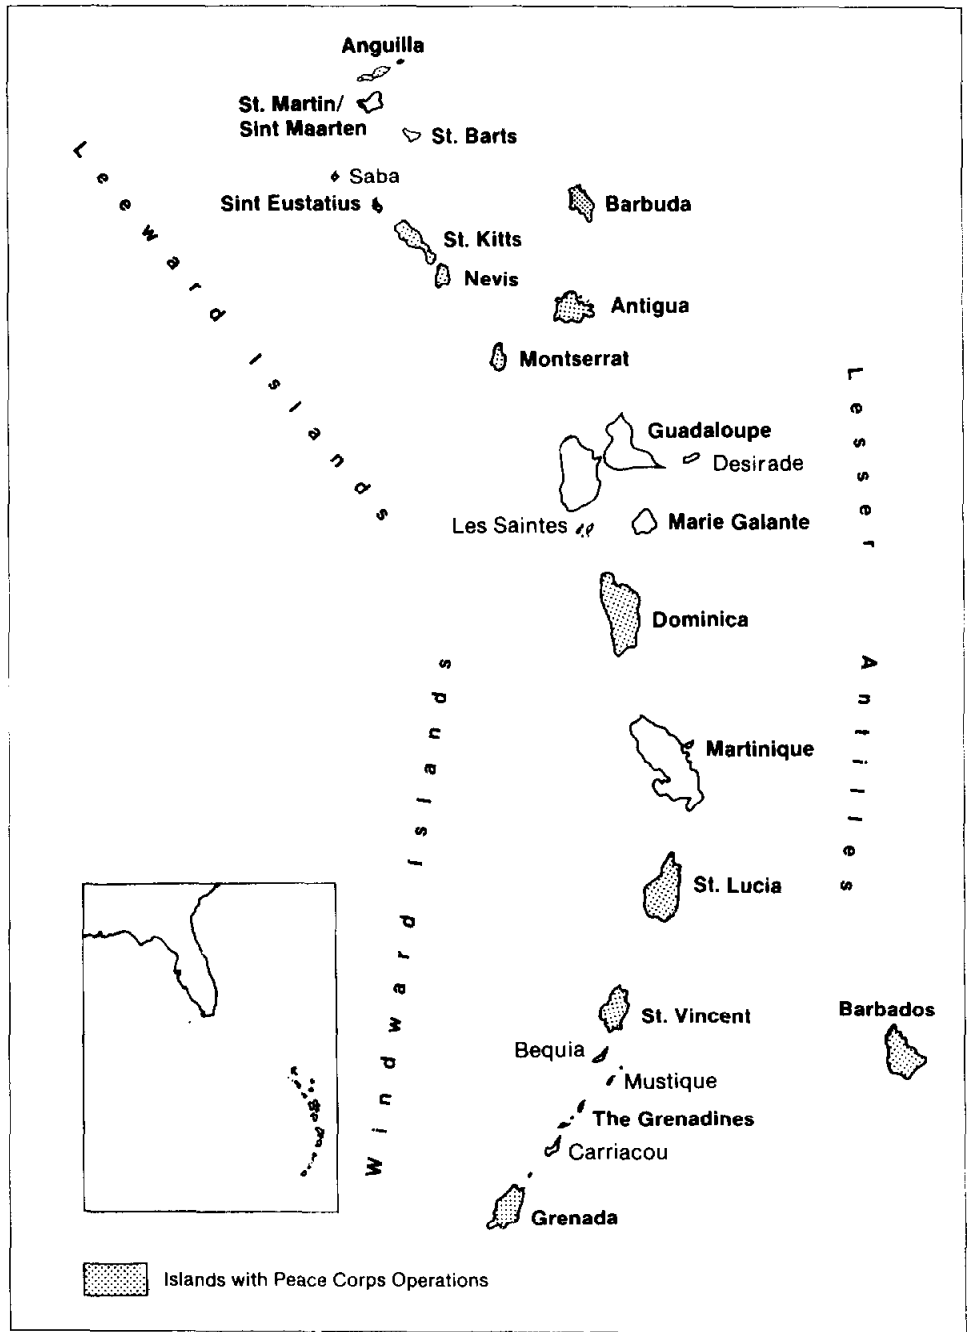 Anguilla
St. Martin/
Sint Maarten
St. Barts
Saba
Sint Eustatius
Barbuda
St. Kitts
Nevis
Antigua
Montserrat
Leeward Islands
Guadaloupe
Desirade
Les Saintes
Marie Galante
Lesser Antilles
Dominica
Martinique
St. Lucia
Windward Islands
St. Vincent
Barbados
Bequia
Mustique
The Grenadines
Carriacou
Grenada
Islands with Peace Corps Operations